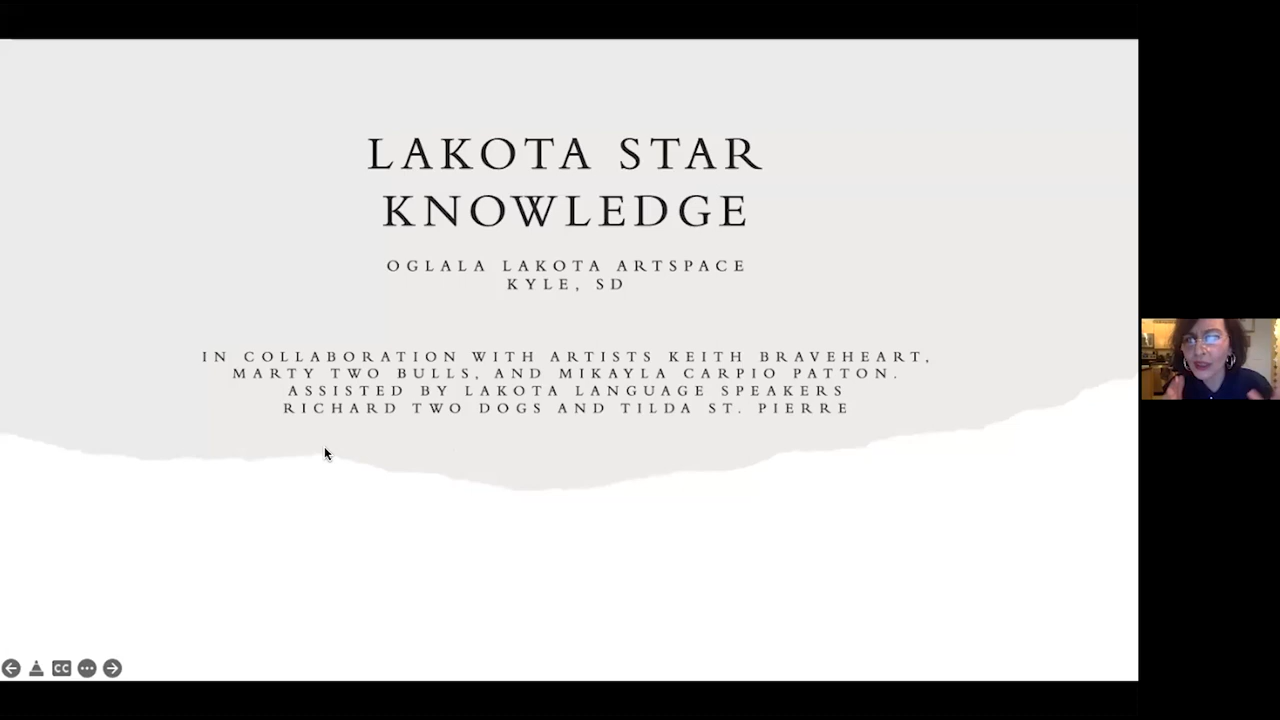 LAKOTA STAR
KNOWLEDGE
OGLALA LAKOTA ARTSPACE
KYLE, SD
IN COLLABORATION WITH ARTISTS KEITH BRAVEHEART,
MARTY TWO BULLS, AND MIKAYLA CARPIO PATTON.
ASSISTED BY LAKOTA LANGUAGE SPEAKERS
RICHARD TWO DOGS AND TILDA ST. PIERRE
CC